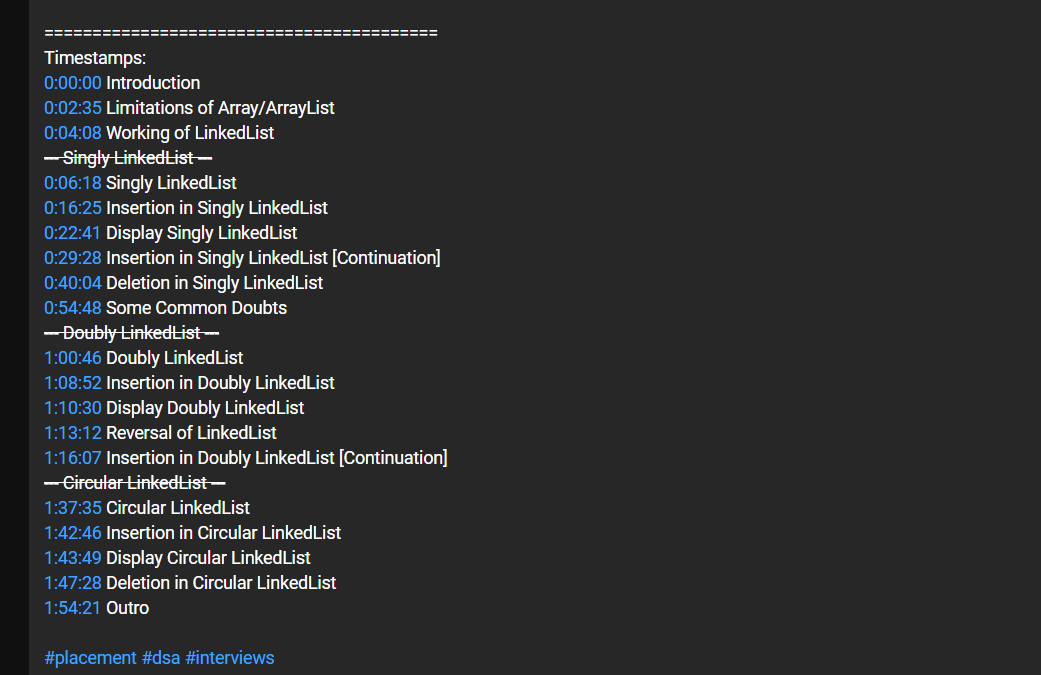 =========================================
Timestamps:
0:00:00 Introduction
0:02:35 Limitations of Array/ArrayList
0:04:08 Working of LinkedList
--- Singly LinkedList ---
0:06:18 Singly LinkedList
0:16:25 Insertion in Singly LinkedList
0:22:41 Display Singly LinkedList
0:29:28 Insertion in Singly LinkedList [Continuation]
0:40:04 Deletion in Singly LinkedList
0:54:48 Some Common Doubts
--- Doubly LinkedList ---
1:00:46 Doubly LinkedList
1:08:52 Insertion in Doubly LinkedList
1:10:30 Display Doubly LinkedList
1:13:12 Reversal of LinkedList
1:16:07 Insertion in Doubly LinkedList [Continuation]
--- Circular LinkedList ---
1:37:35 Circular LinkedList
1:42:46 Insertion in Circular LinkedList
1:43:49 Display Circular LinkedList
1:47:28 Deletion in Circular LinkedList
1:54:21 Outro
#placement #dsa #interviews